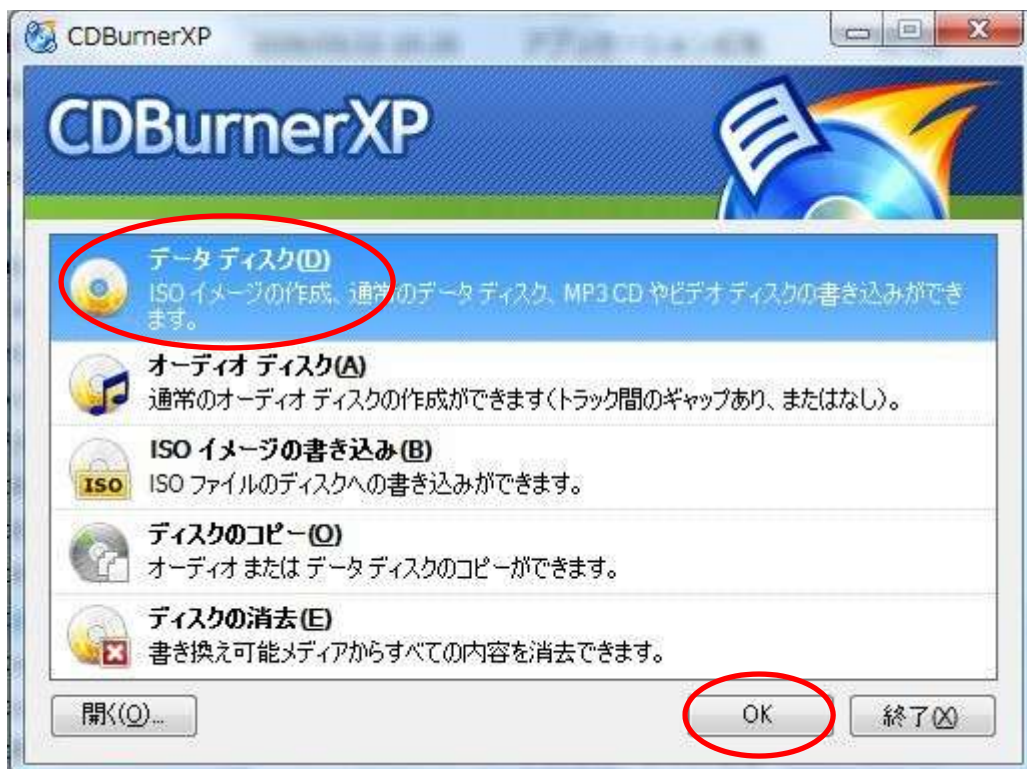 CDBurnerXP
CDBurnerXP
データ ディスク(D)
ISO イメージの作成、通常のデータ ディスク、MP3 CD やビデオ ディスクの書き込みができ
ます。
オーディオ ディスク(A)
通常のオーディオ ディスクの作成ができます(トラック間のギャップあり、またはなし)。
ISO イメージの書き込み(B)
ISO
ISO ファイルのディスクへの書き込みができます。
ディスクのコピー(O)
オーディオ または データ ディスクのコピーができます。
ディスクの消去(E)
書き換え可能メディアからすべての内容を消去できます。
開く(O)...
OK
終了(X)